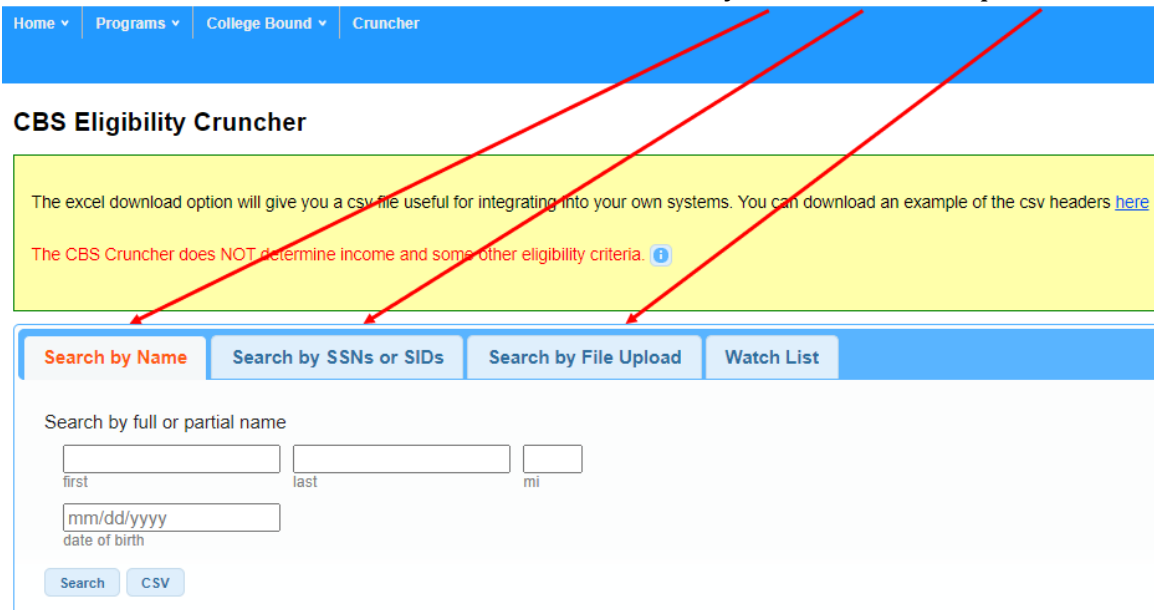 Home Programs College Bound Cruncher
CBS Eligibility Cruncher
The excel download option will give you a csv file useful for integrating into your own systems. You can download an example of the csv headers here
The CBS Cruncher does NOT determine income and some other eligibility criteria.
Search by Name Search by SSNs or SIDs Search by File Upload Watch List
Search by full or partial name
first last mi
mm/dd/yyyy
date of birth
Search CSV